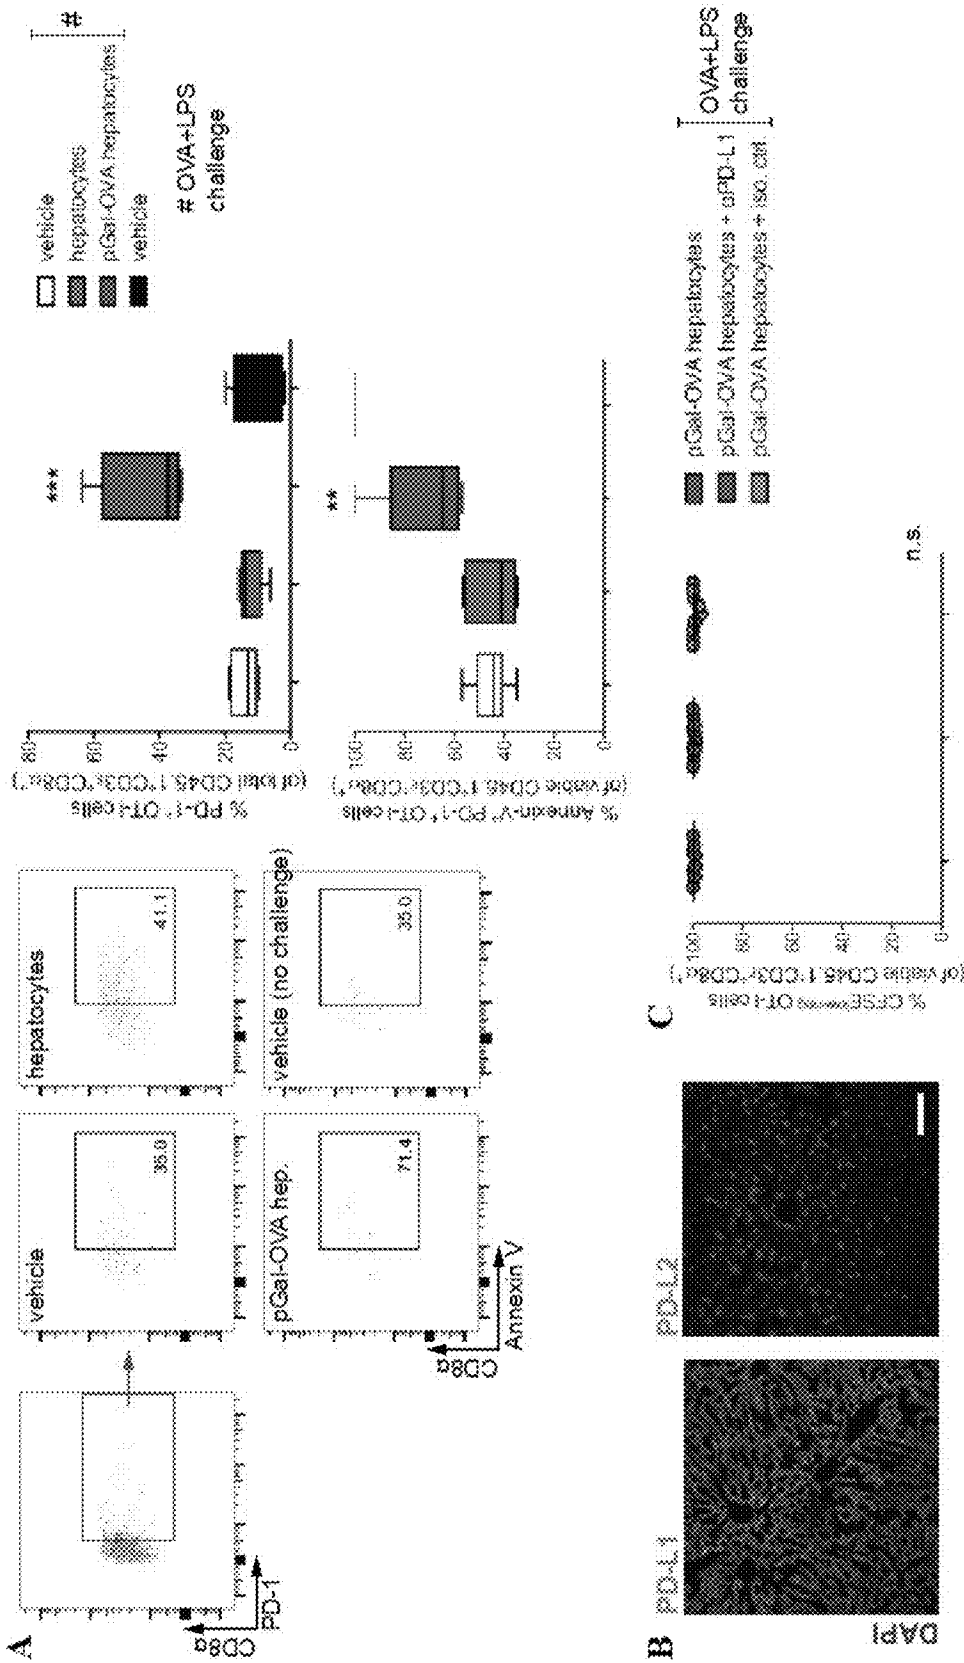 A
CD8α
PD-1
vehicle
35.0
hepatocytes
41.1
pGal-OVA hep.
71.4
vehicle (no challenge)
35.0
CD8α
Annexin V
% PD-1⁺ OT-I cells
(of total CD45.1⁺CD3ε⁺CD8α⁺)
80
60
40
20
0
***
% Annexin-V⁺ PD-1⁺ OT-I cells
(of viable CD45.1⁺CD3ε⁺CD8α⁺)
100
80
60
40
20
0
**
vehicle
hepatocytes
pGal-OVA hepatocytes
vehicle
#
# OVA+LPS
challenge
B
DAPI
PD-L1
PD-L2
C
% CFSE OT-I cells
(of viable CD45.1⁺CD3ε⁺CD8α⁺)
100
80
60
40
20
0
n.s.
pGal-OVA hepatocytes
pGal-OVA hepatocytes + αPD-L1
pGal-OVA hepatocytes + iso. ctrl.
OVA+LPS
challenge